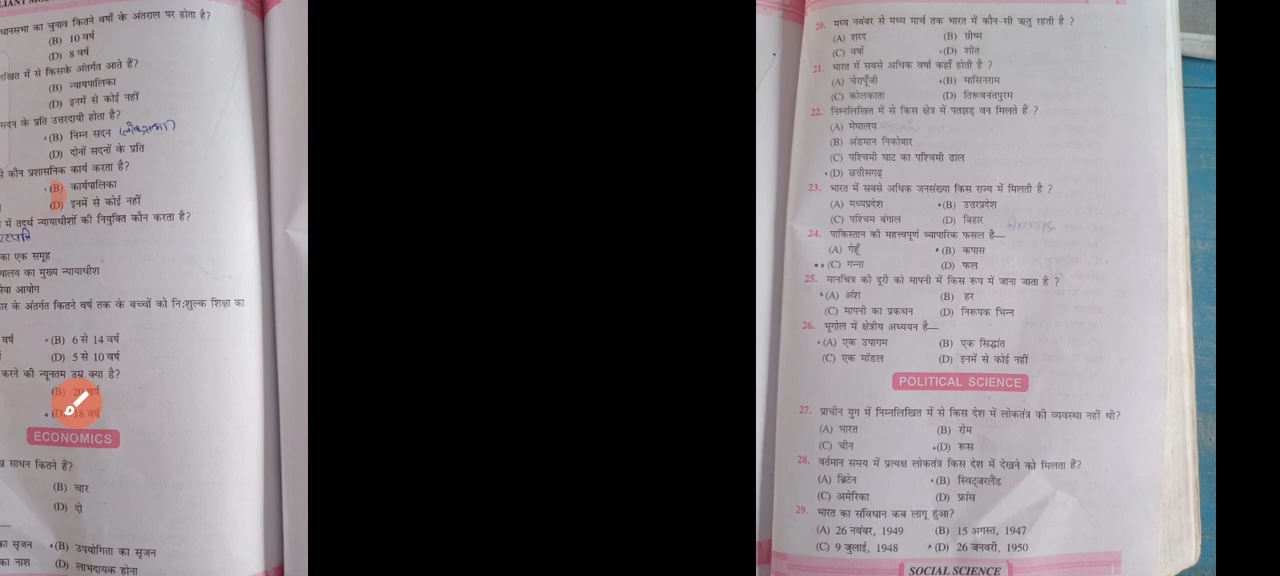 धानसभा का चुनाव कितने वर्षों के अंतराल पर होता है?
(B) 10 वर्ष
(D) 8 वर्ष
लखित में से किसके अंतर्गत आते हैं?
(B) न्यायपालिका
(D) इनमें से कोई नहीं
सदन के प्रति उत्तरदायी होता है?
(B) निम्न सदन (लोकसभा)
(D) दोनों सदनों के प्रति
कौन प्रशासनिक कार्य करता है?
(B) कार्यपालिका
(D) इनमें से कोई नहीं
में तदर्थ न्यायाधीशों की नियुक्ति कौन करता है?
का एक समूह
यालय का मुख्य न्यायाधीश
सेवा आयोग
के अंतर्गत कितने वर्ष तक के बच्चों को नि:शुल्क शिक्षा का
वर्ष (B) 6 से 14 वर्ष
(D) 5 से 10 वर्ष
करने की न्यूनतम उम्र क्या है?
(B) 20 वर्ष
(D) 18 वर्ष
ECONOMICS
साधन कितने हैं?
(B) चार
(D) दो
का सृजन (B) उपयोगिता का सृजन
का नाश (D) लाभदायक होना
20. मध्य नवंबर से मध्य मार्च तक भारत में कौन-सी ऋतु रहती है ?
(A) शरद (B) ग्रीष्म
(C) वर्षा (D) शीत
21. भारत में सबसे अधिक वर्षा कहाँ होती है ?
(A) चेरापूँजी (B) मासिनराम
(C) कोलकाता (D) तिरूवनंतपुरम
22. निम्नलिखित में से किस क्षेत्र में पतझड़ वन मिलते हैं ?
(A) मेघालय
(B) अंडमान निकोबार
(C) पश्चिमी घाट का पश्चिमी ढाल
(D) छत्तीसगढ़
23. भारत में सबसे अधिक जनसंख्या किस राज्य में मिलती है ?
(A) मध्यप्रदेश (B) उत्तरप्रदेश
(C) पश्चिम बंगाल (D) बिहार
24. पाकिस्तान की महत्त्वपूर्ण व्यापारिक फसल है—
(A) गेहूँ (B) कपास
(C) गन्ना (D) फल
25. मानचित्र की दूरी को मापनी में किस रूप में जाना जाता है ?
(A) अंश (B) हर
(C) मापनी का प्रकथन (D) निरूपक भिन्न
26. भूगोल में क्षेत्रीय अध्ययन है—
(A) एक उपागम (B) एक सिद्धांत
(C) एक मॉडल (D) इनमें से कोई नहीं
POLITICAL SCIENCE
27. प्राचीन युग में निम्नलिखित में से किस देश में लोकतंत्र की व्यवस्था नहीं थी?
(A) भारत (B) रोम
(C) चीन (D) रूस
28. वर्तमान समय में प्रत्यक्ष लोकतंत्र किस देश में देखने को मिलता हैं?
(A) ब्रिटेन (B) स्विट्जरलैंड
(C) अमेरिका (D) फ्रांस
29. भारत का संविधान कब लागू हुआ?
(A) 26 नवंबर, 1949 (B) 15 अगस्त, 1947
(C) 9 जुलाई, 1948 (D) 26 जनवरी, 1950
SOCIAL SCIENCE